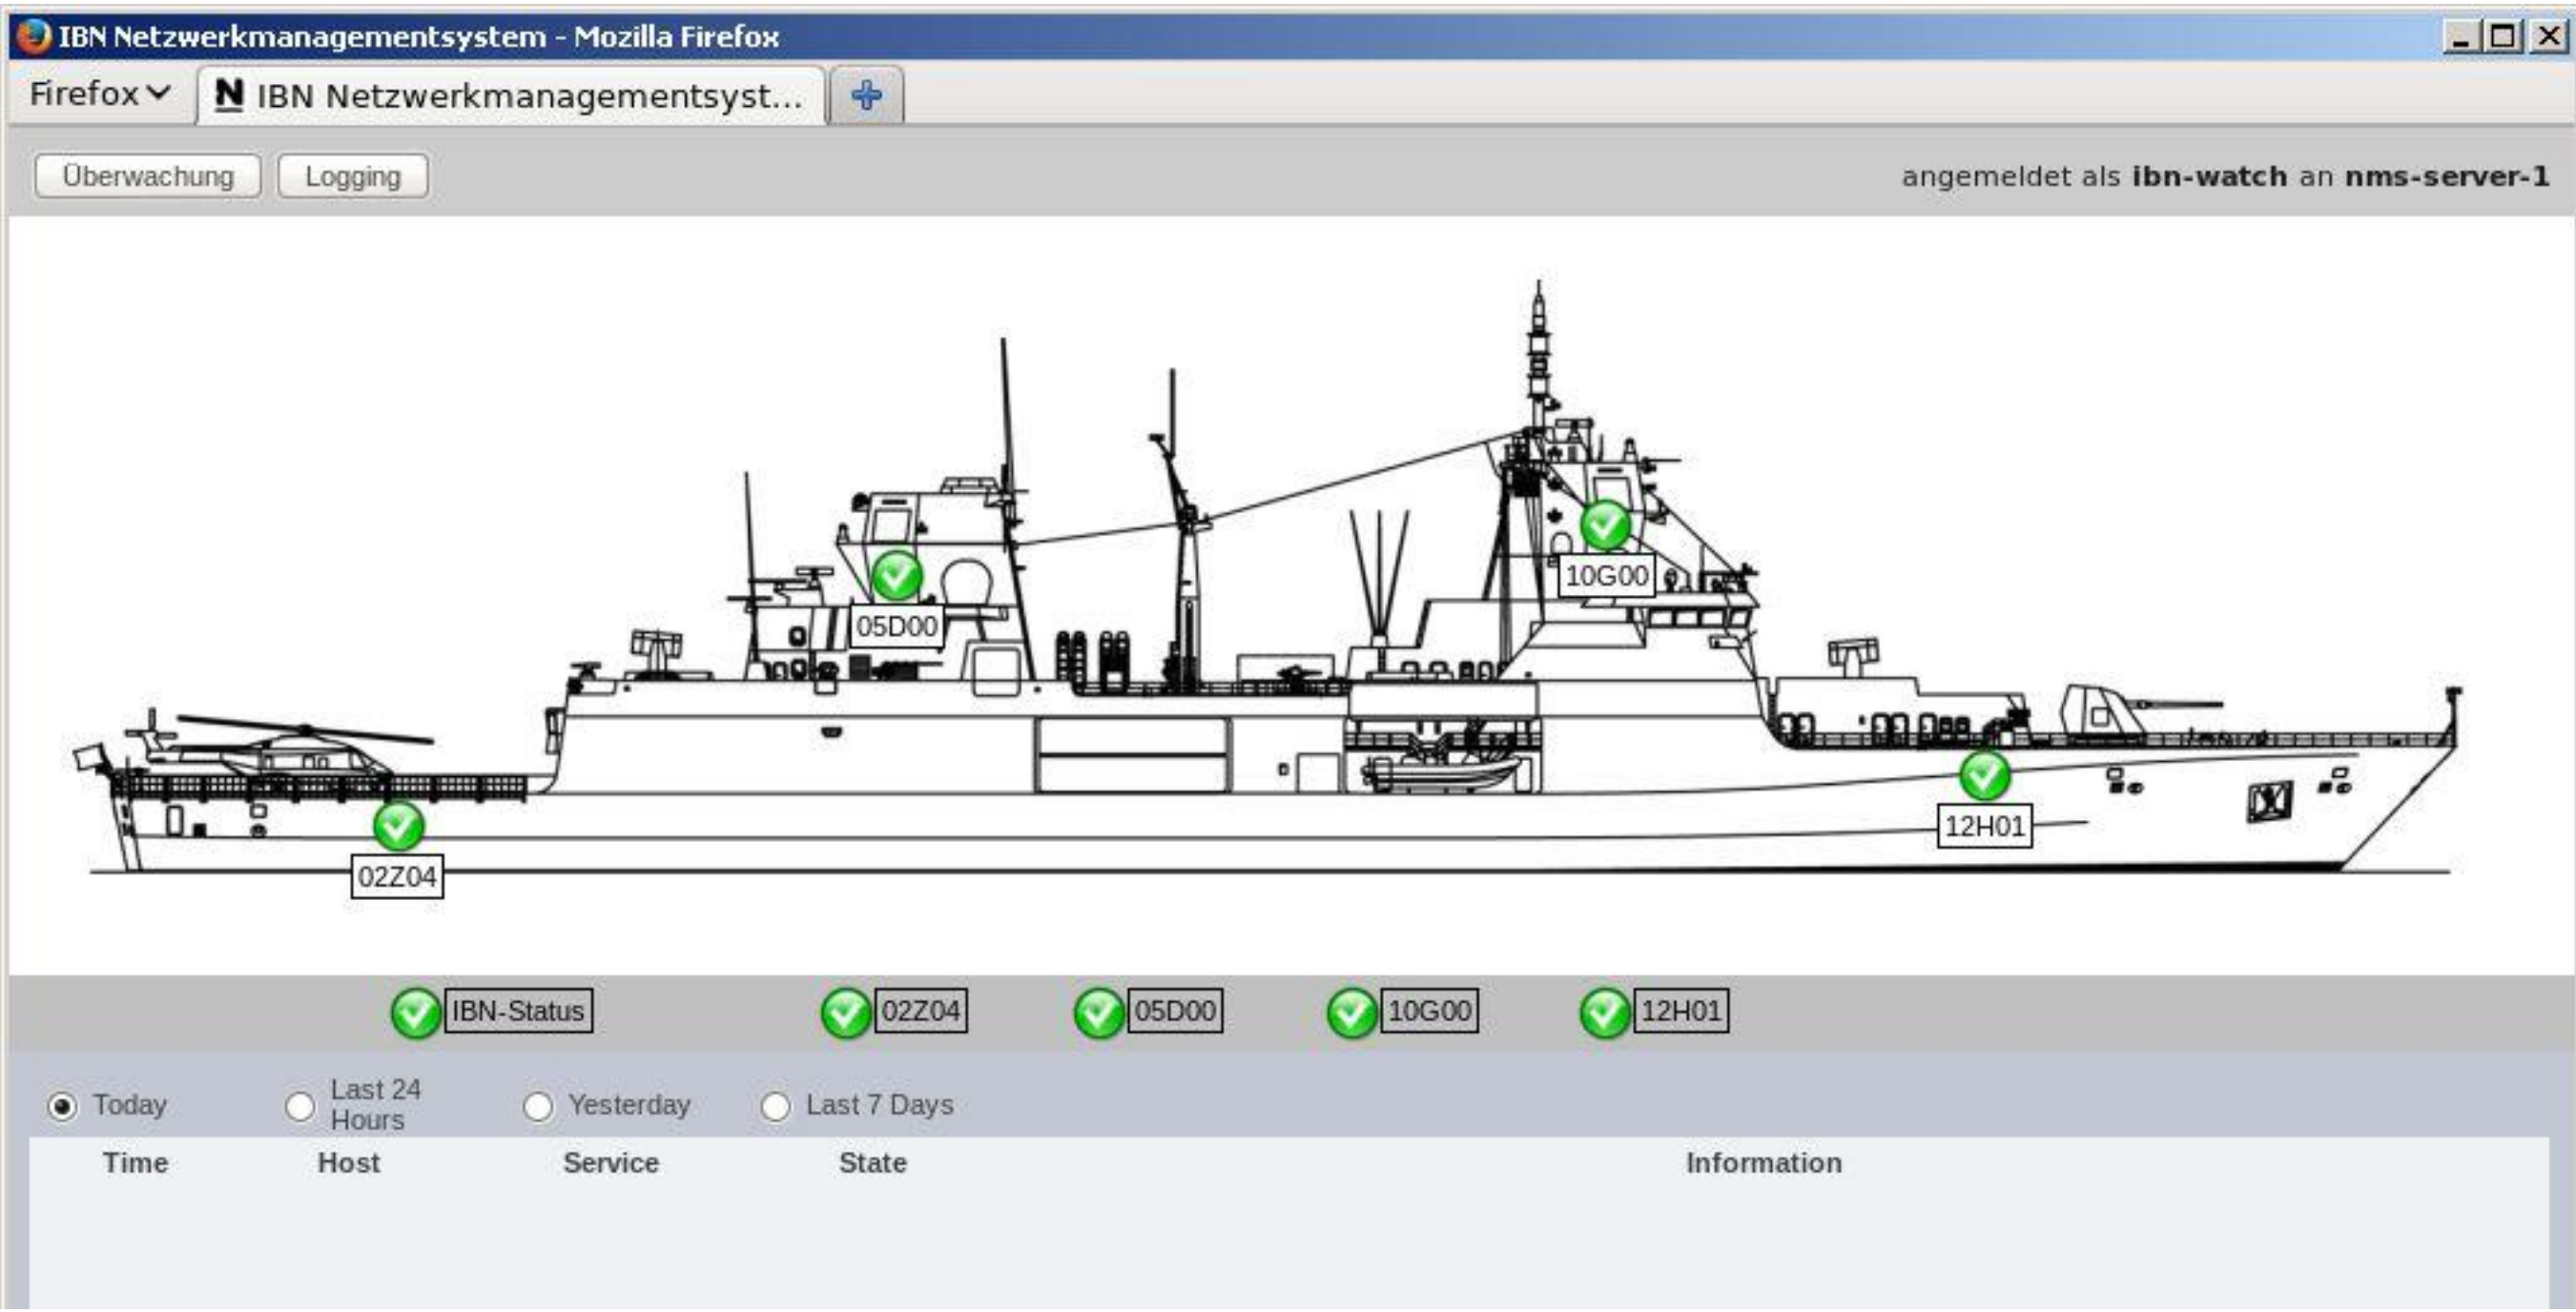 IBN Netzwerkmanagementsystem - Mozilla Firefox
Firefox
N IBN Netzwerkmanagementsyst...
Überwachung Logging
angemeldet als ibn-watch an nms-server-1
10G00
05D00
12H01
02Z04
IBN-Status 02Z04 05D00 10G00 12H01
Today Last 24 Hours Yesterday Last 7 Days
Time Host Service State Information